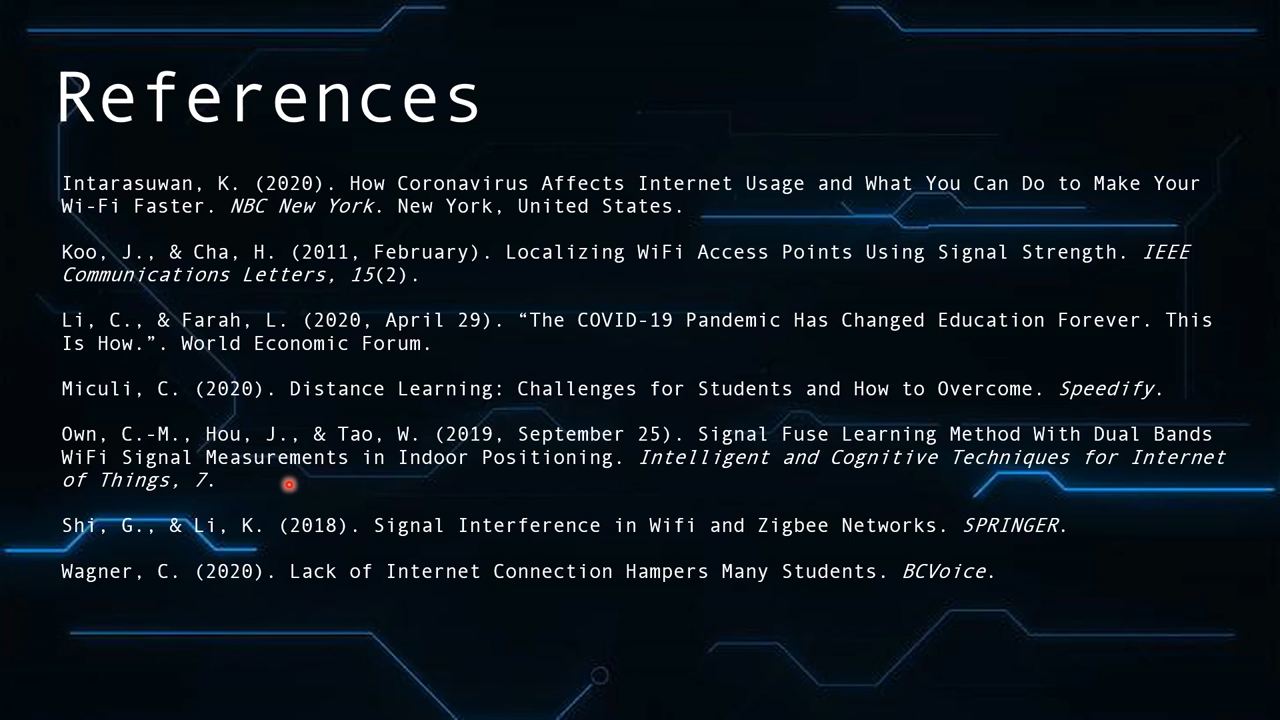 References
Intarasuwan, K. (2020). How Coronavirus Affects Internet Usage and What You Can Do to Make Your
Wi-Fi Faster. NBC New York. New York, United States.
Koo, J., & Cha, H. (2011, February). Localizing WiFi Access Points Using Signal Strength. IEEE
Communications Letters, 15(2).
Li, C., & Farah, L. (2020, April 29). “The COVID-19 Pandemic Has Changed Education Forever. This
Is How.”. World Economic Forum.
Miculi, C. (2020). Distance Learning: Challenges for Students and How to Overcome. Speedify.
Own, C.-M., Hou, J., & Tao, W. (2019, September 25). Signal Fuse Learning Method With Dual Bands
WiFi Signal Measurements in Indoor Positioning. Intelligent and Cognitive Techniques for Internet
of Things, 7.
Shi, G., & Li, K. (2018). Signal Interference in Wifi and Zigbee Networks. SPRINGER.
Wagner, C. (2020). Lack of Internet Connection Hampers Many Students. BCVoice.